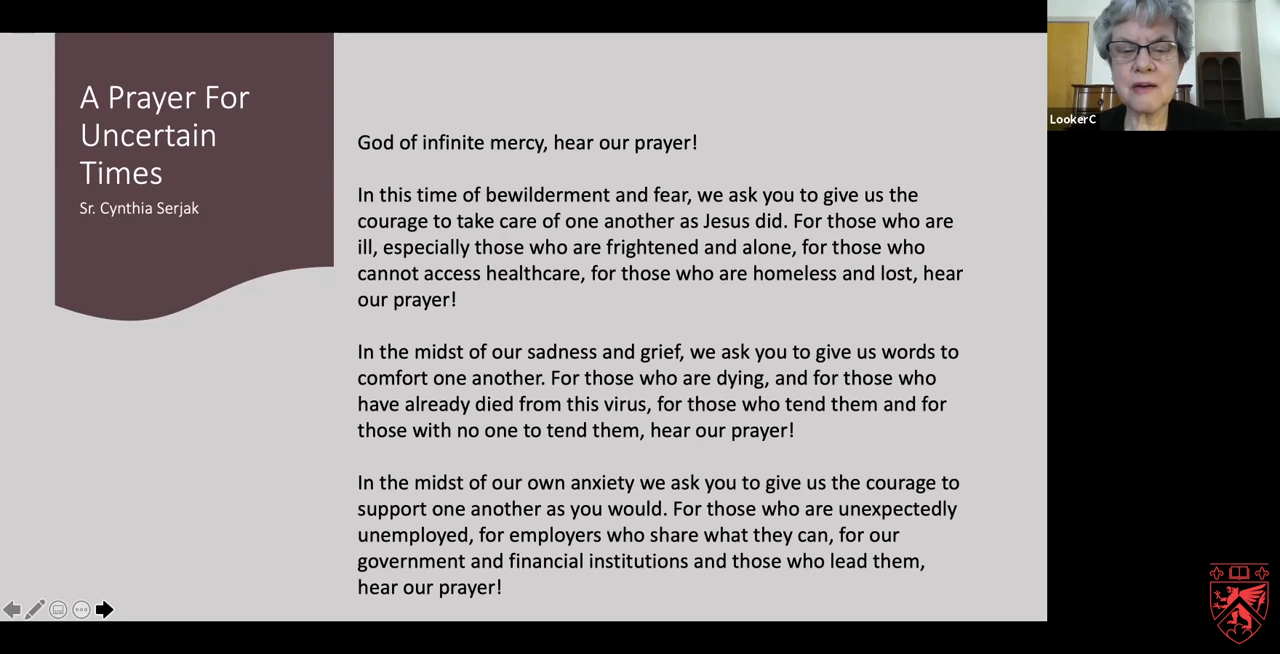 A Prayer For
Uncertain
Times
Sr. Cynthia Serjak
God of infinite mercy, hear our prayer!
In this time of bewilderment and fear, we ask you to give us the
courage to take care of one another as Jesus did. For those who are
ill, especially those who are frightened and alone, for those who
cannot access healthcare, for those who are homeless and lost, hear
our prayer!
In the midst of our sadness and grief, we ask you to give us words to
comfort one another. For those who are dying, and for those who
have already died from this virus, for those who tend them and for
those with no one to tend them, hear our prayer!
In the midst of our own anxiety we ask you to give us the courage to
support one another as you would. For those who are unexpectedly
unemployed, for employers who share what they can, for our
government and financial institutions and those who lead them,
hear our prayer!
LookerC